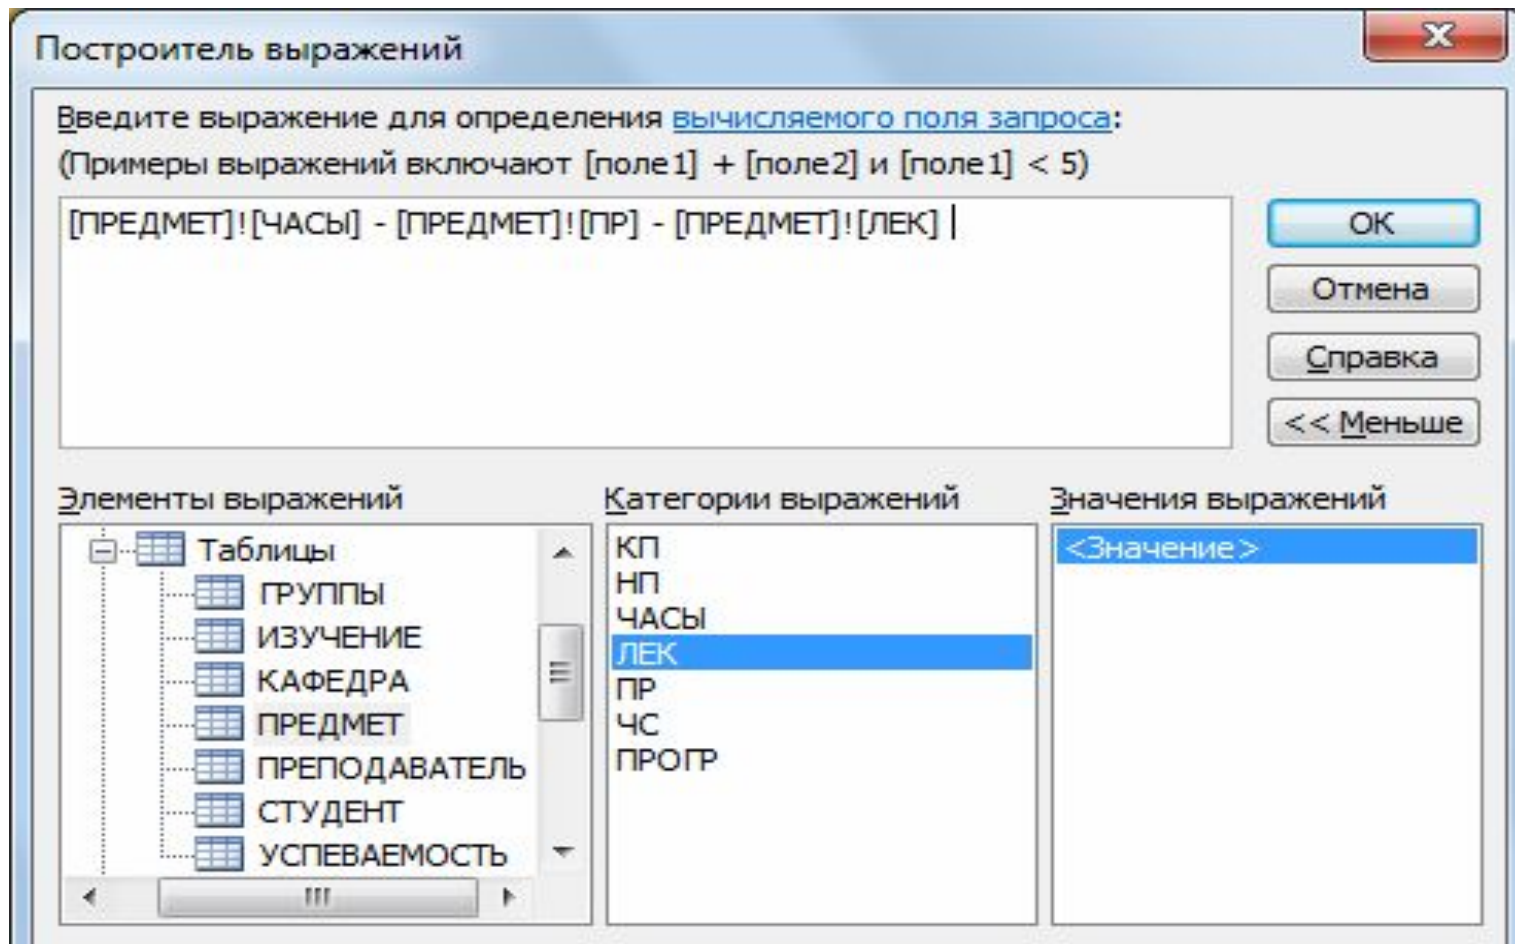 Построитель выражений
Введите выражение для определения вычисляемого поля запроса:
(Примеры выражений включают [поле1] + [поле2] и [поле1] < 5)
[ПРЕДМЕТ]![ЧАСЫ] - [ПРЕДМЕТ]![ПР] - [ПРЕДМЕТ]![ЛЕК]
ОК
Отмена
Справка
<< Меньше
Элементы выражений
Таблицы
ГРУППЫ
ИЗУЧЕНИЕ
КАФЕДРА
ПРЕДМЕТ
ПРЕПОДАВАТЕЛЬ
СТУДЕНТ
УСПЕВАЕМОСТЬ
Категории выражений
КП
НП
ЧАСЫ
ЛЕК
ПР
ЧС
ПРОГР
Значения выражений
<Значение>